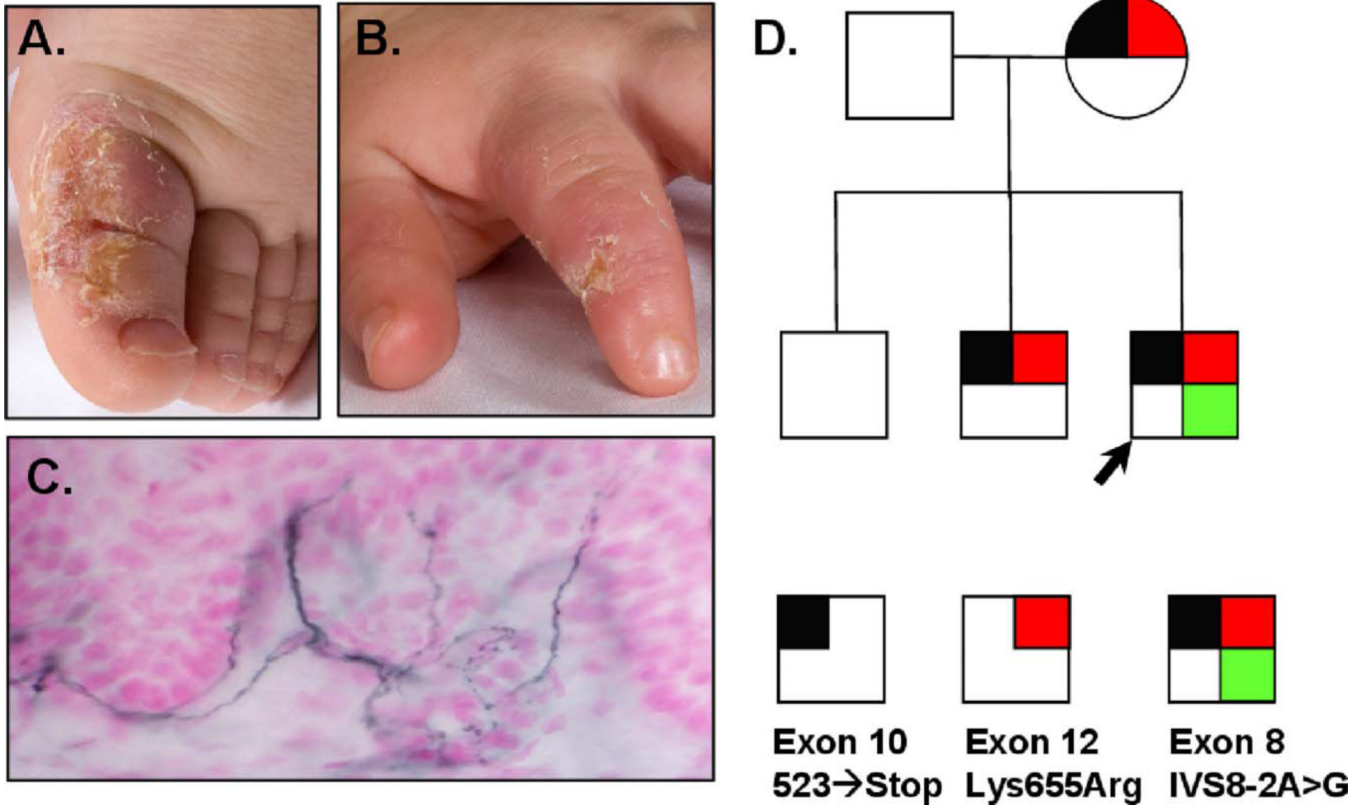 A.
B.
D.
C.
Exon 10
523→Stop
Exon 12
Lys655Arg
Exon 8
IVS8-2A>G